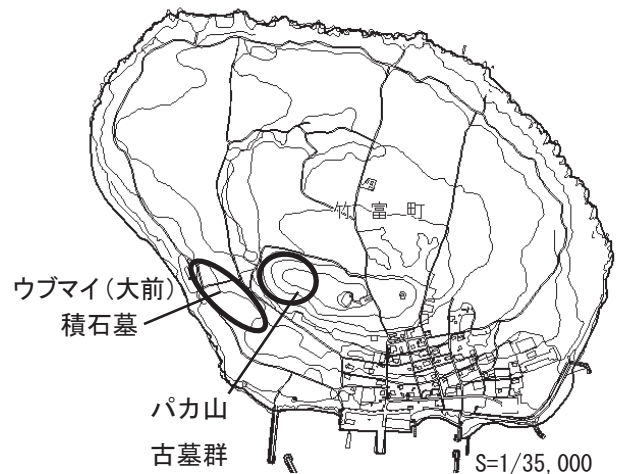 竹富町
ウブマイ(大前)
積石墓
パカ山
古墓群
S=1/35,000